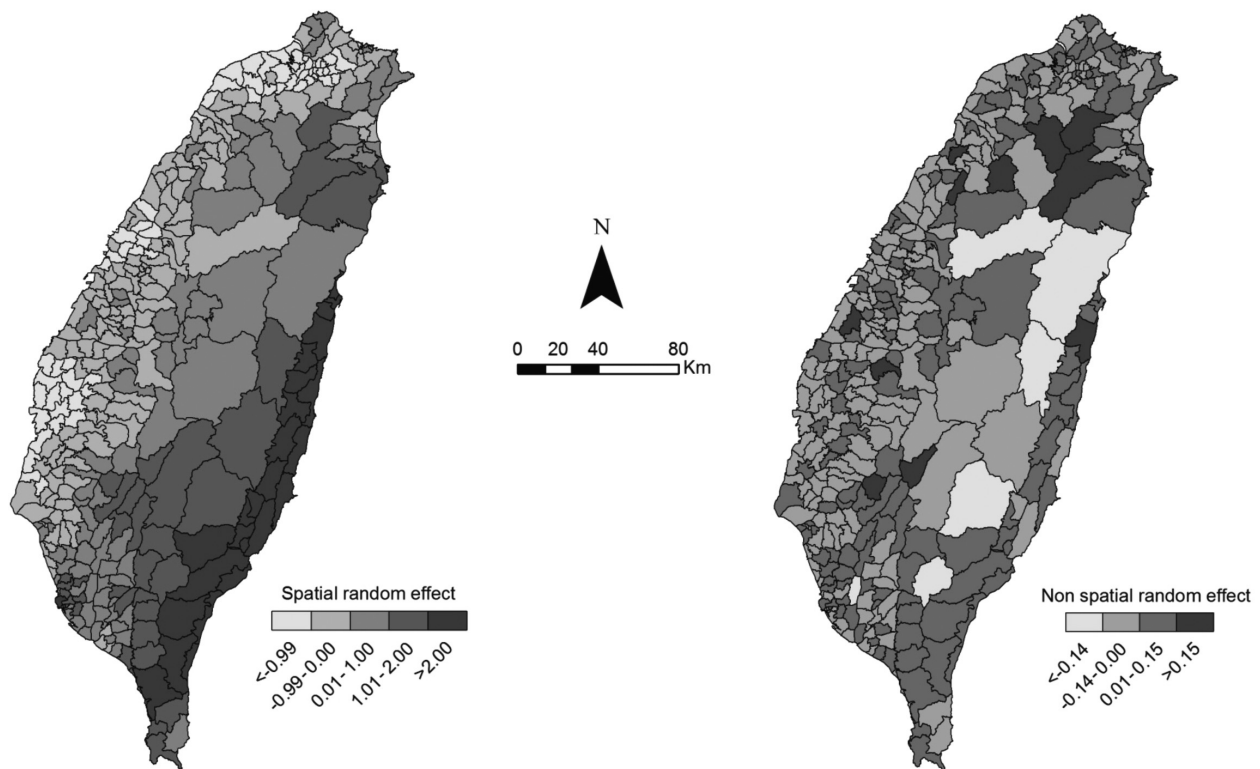 N
0 20 40 80
Km
Spatial random effect
<-0.99
-0.99-0.00
0.01-1.00
1.01-2.00
>2.00
Non spatial random effect
<-0.14
-0.14-0.00
0.01-0.15
>0.15